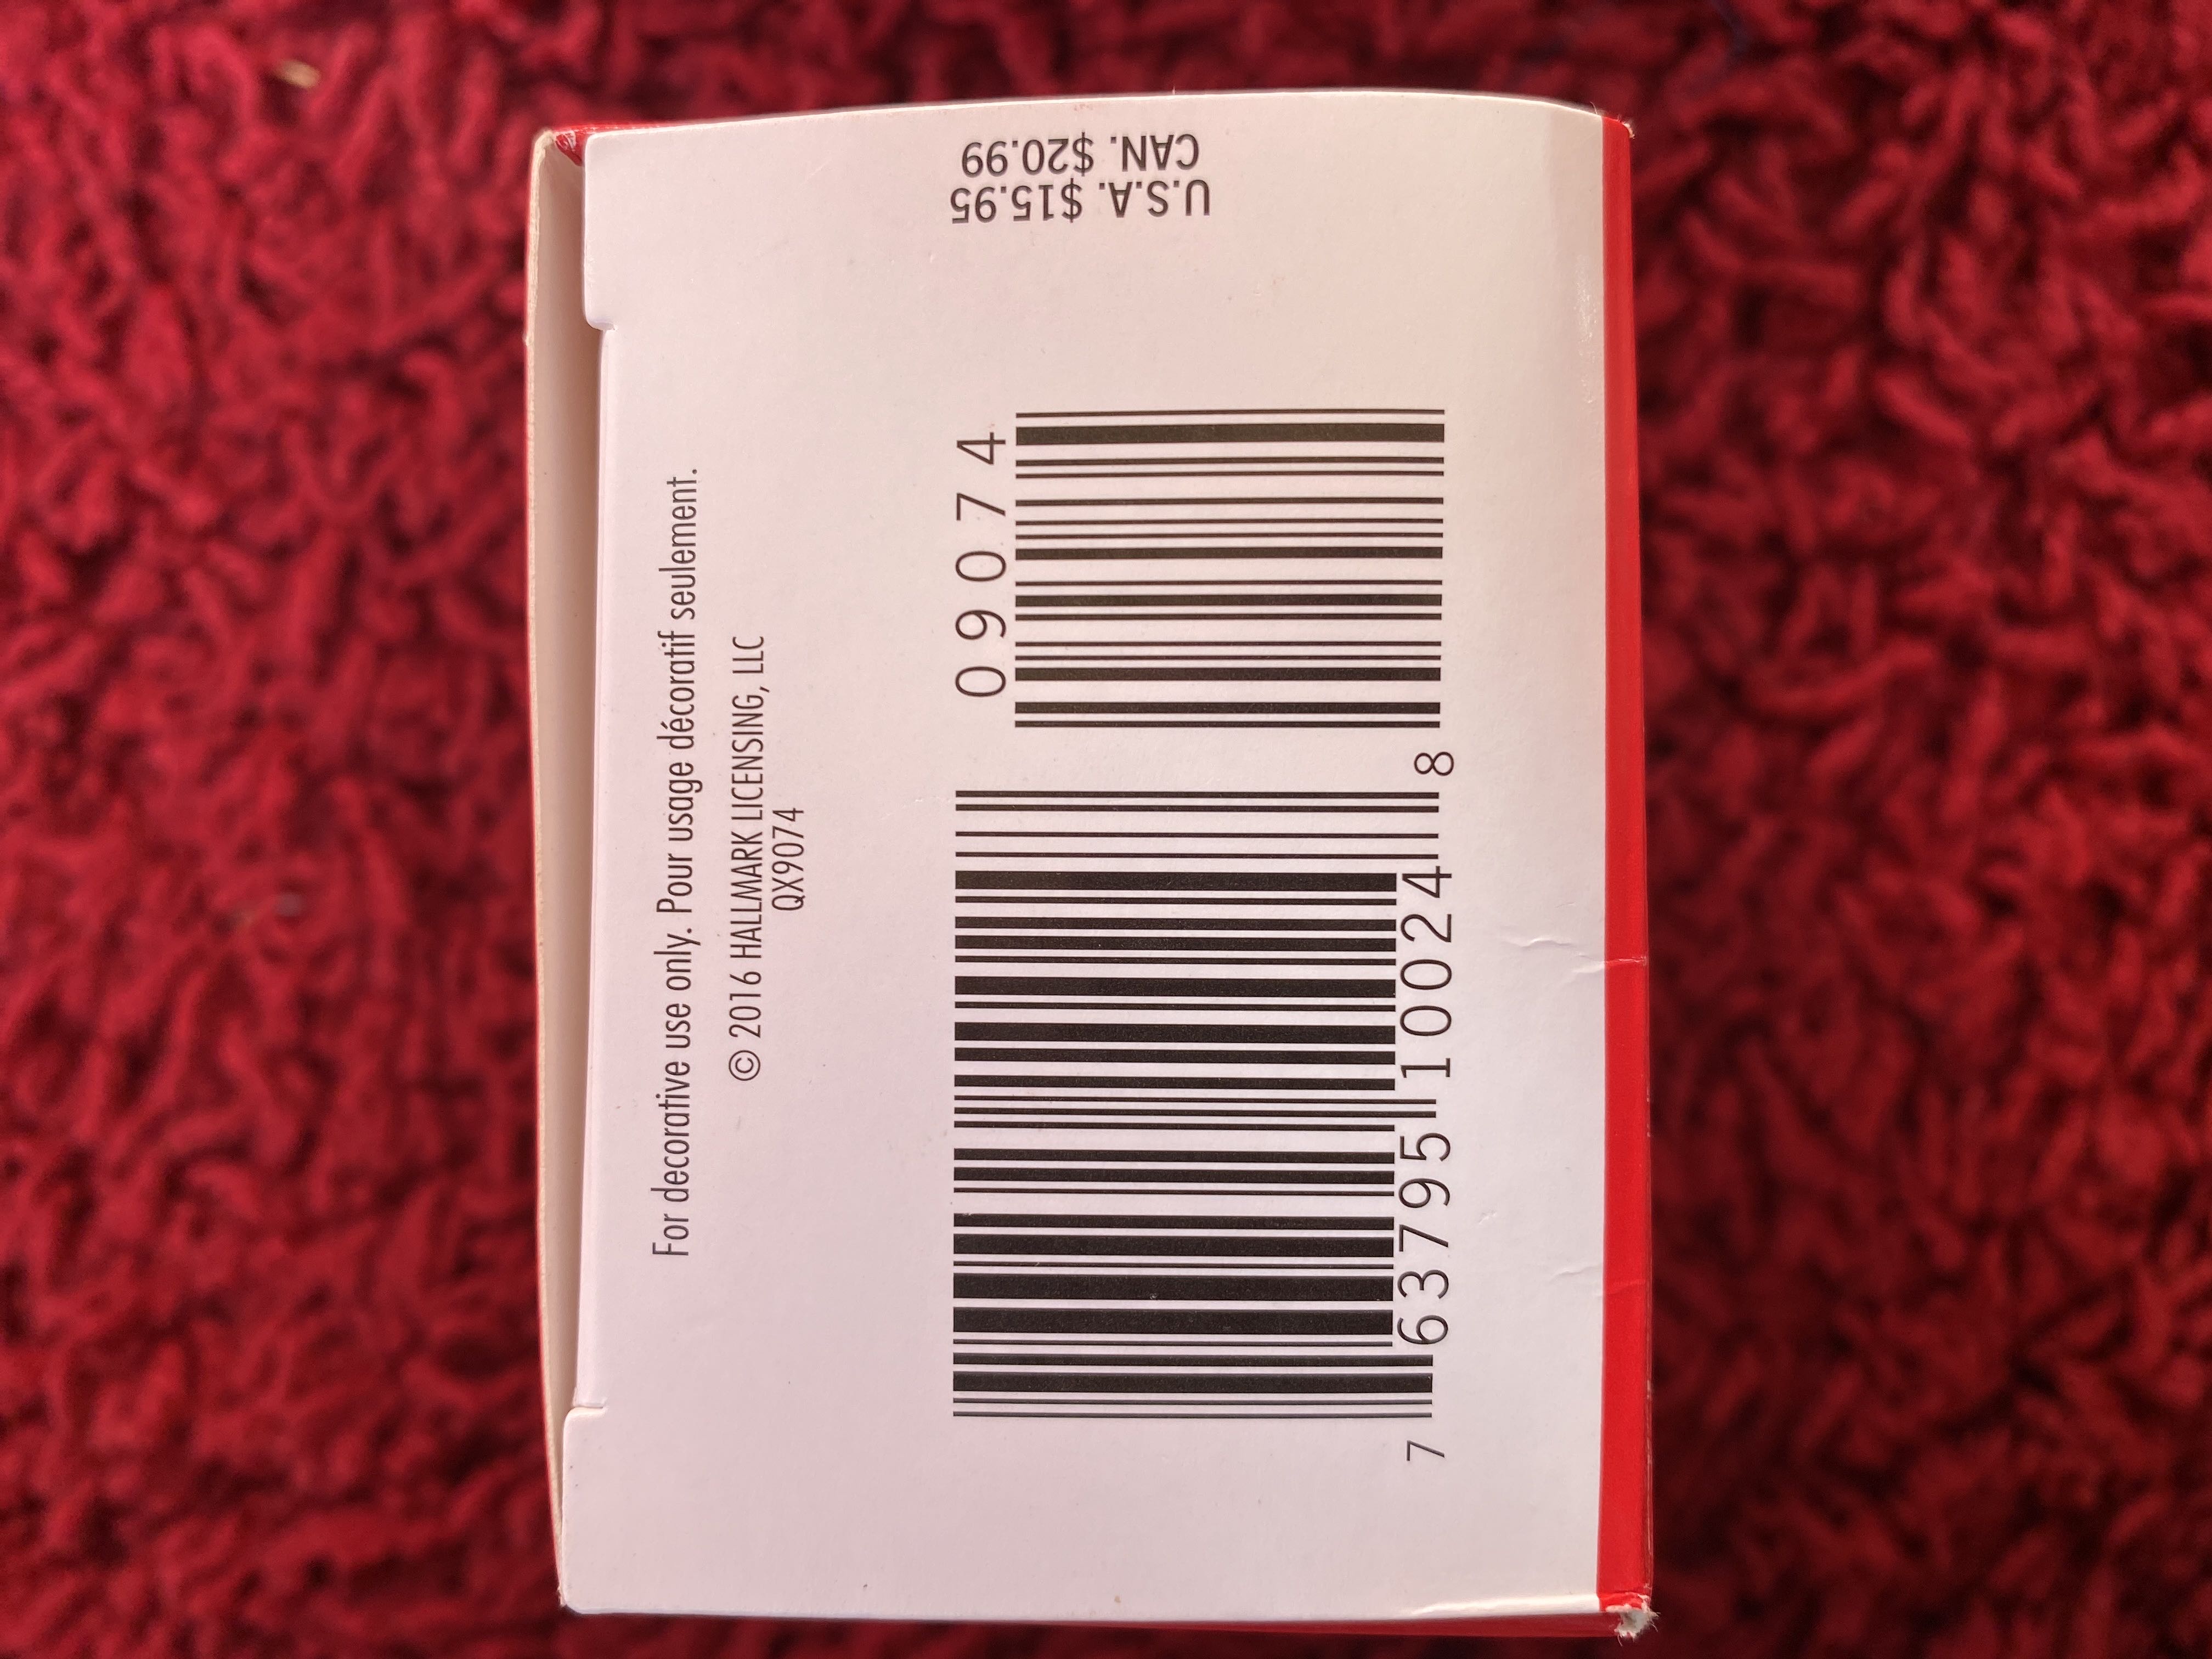 U.S.A. $15.95
CAN. $20.99
For decorative use only. Pour usage décoratif seulement.
© 2016 HALLMARK LICENSING, LLC
QX9074
09074
7 63795 10024 8